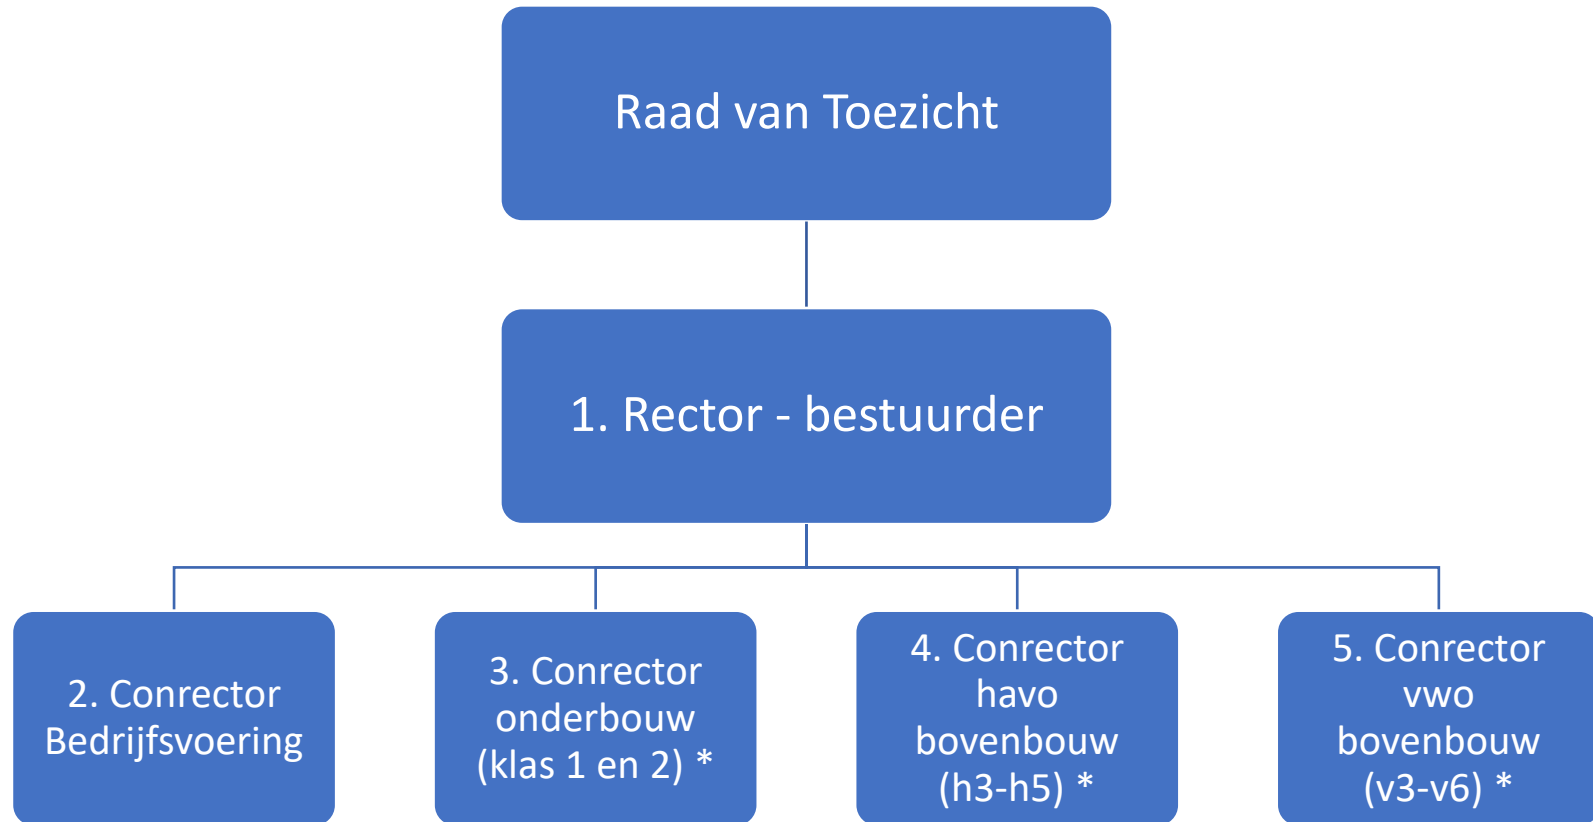 Raad van Toezicht
1. Rector - bestuurder
2. Conrector
Bedrijfsvoering
3. Conrector
onderbouw
(klas 1 en 2) *
4. Conrector
havo
bovenbouw
(h3-h5) *
5. Conrector
vwo
bovenbouw
(v3-v6) *